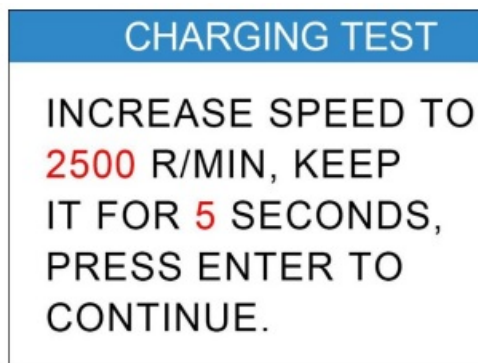 CHARGING TEST
INCREASE SPEED TO
2500 R/MIN, KEEP
IT FOR 5 SECONDS,
PRESS ENTER TO
CONTINUE.